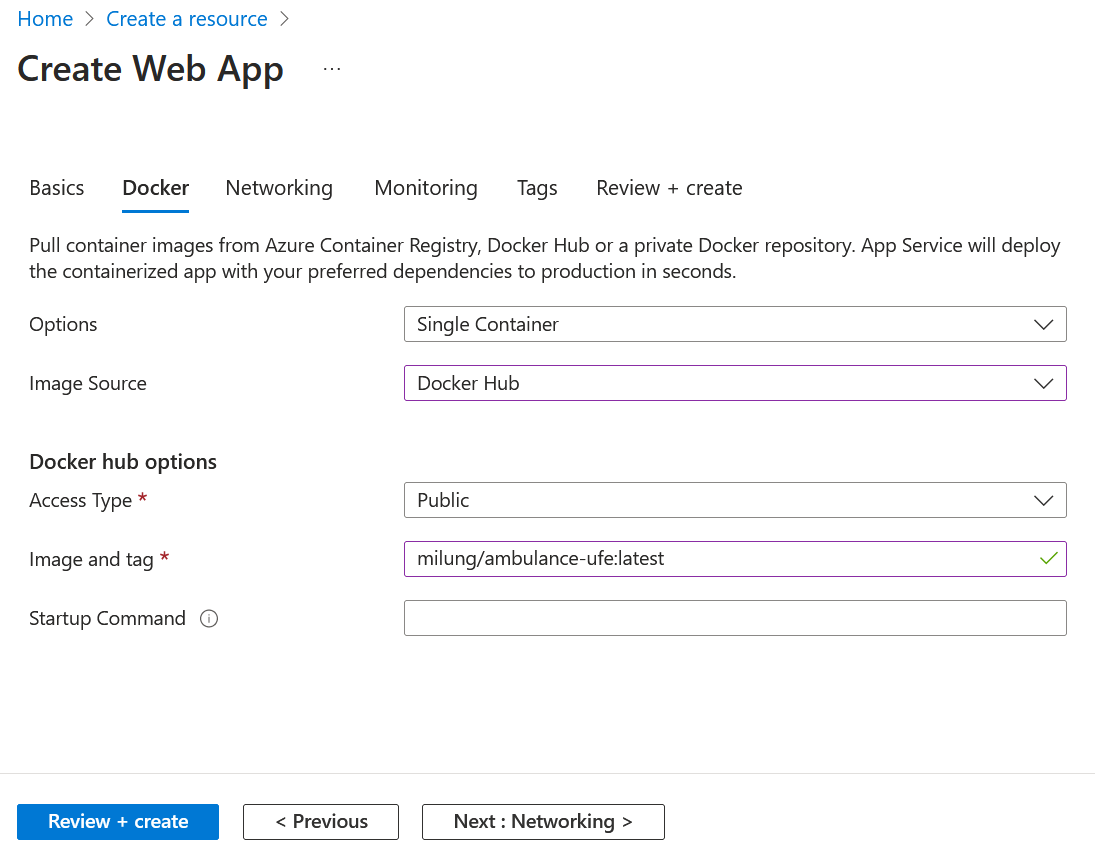 Home > Create a resource >
Create Web App ...
Basics Docker Networking Monitoring Tags Review + create
Pull container images from Azure Container Registry, Docker Hub or a private Docker repository. App Service will deploy
the containerized app with your preferred dependencies to production in seconds.
Options Single Container
Image Source Docker Hub
Docker hub options
Access Type * Public
Image and tag * milung/ambulance-ufe:latest
Startup Command
Review + create < Previous Next : Networking >